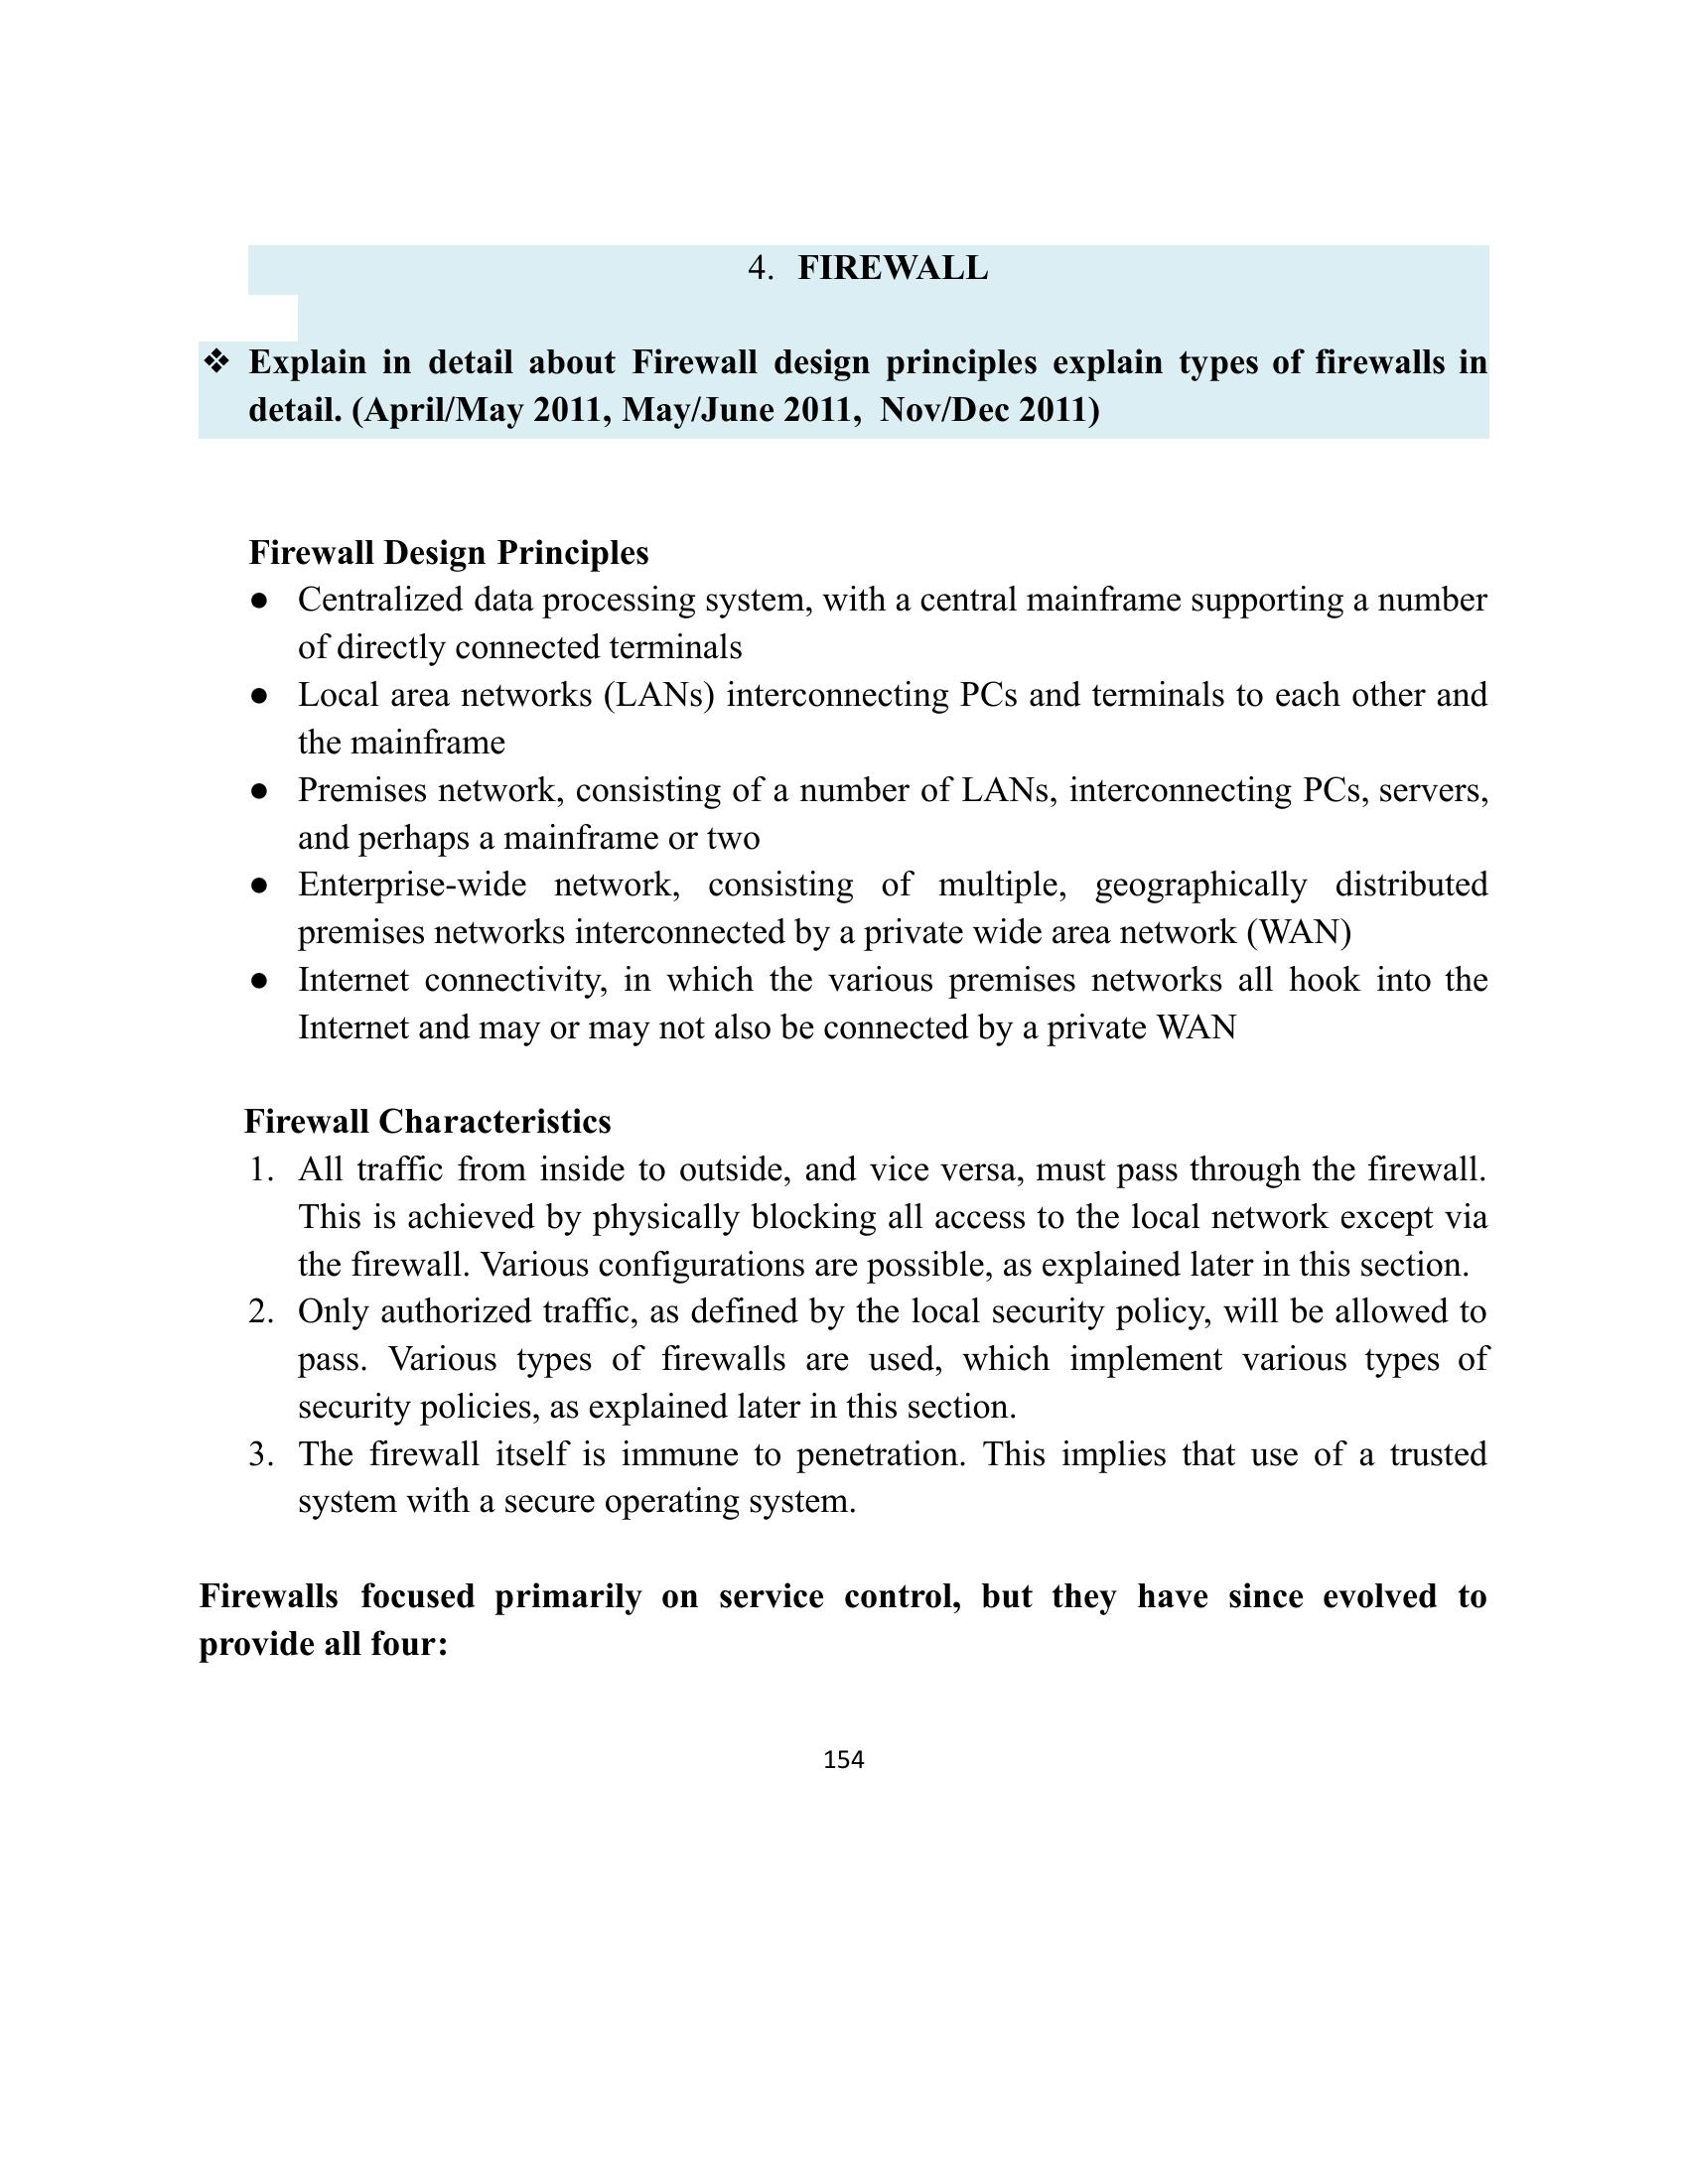 4. FIREWALL
❖ Explain in detail about Firewall design principles explain types of firewalls in
detail. (April/May 2011, May/June 2011, Nov/Dec 2011)
Firewall Design Principles
● Centralized data processing system, with a central mainframe supporting a number
of directly connected terminals
● Local area networks (LANs) interconnecting PCs and terminals to each other and
the mainframe
● Premises network, consisting of a number of LANs, interconnecting PCs, servers,
and perhaps a mainframe or two
● Enterprise-wide network, consisting of multiple, geographically distributed
premises networks interconnected by a private wide area network (WAN)
● Internet connectivity, in which the various premises networks all hook into the
Internet and may or may not also be connected by a private WAN
Firewall Characteristics
1. All traffic from inside to outside, and vice versa, must pass through the firewall.
This is achieved by physically blocking all access to the local network except via
the firewall. Various configurations are possible, as explained later in this section.
2. Only authorized traffic, as defined by the local security policy, will be allowed to
pass. Various types of firewalls are used, which implement various types of
security policies, as explained later in this section.
3. The firewall itself is immune to penetration. This implies that use of a trusted
system with a secure operating system.
Firewalls focused primarily on service control, but they have since evolved to
provide all four:
154